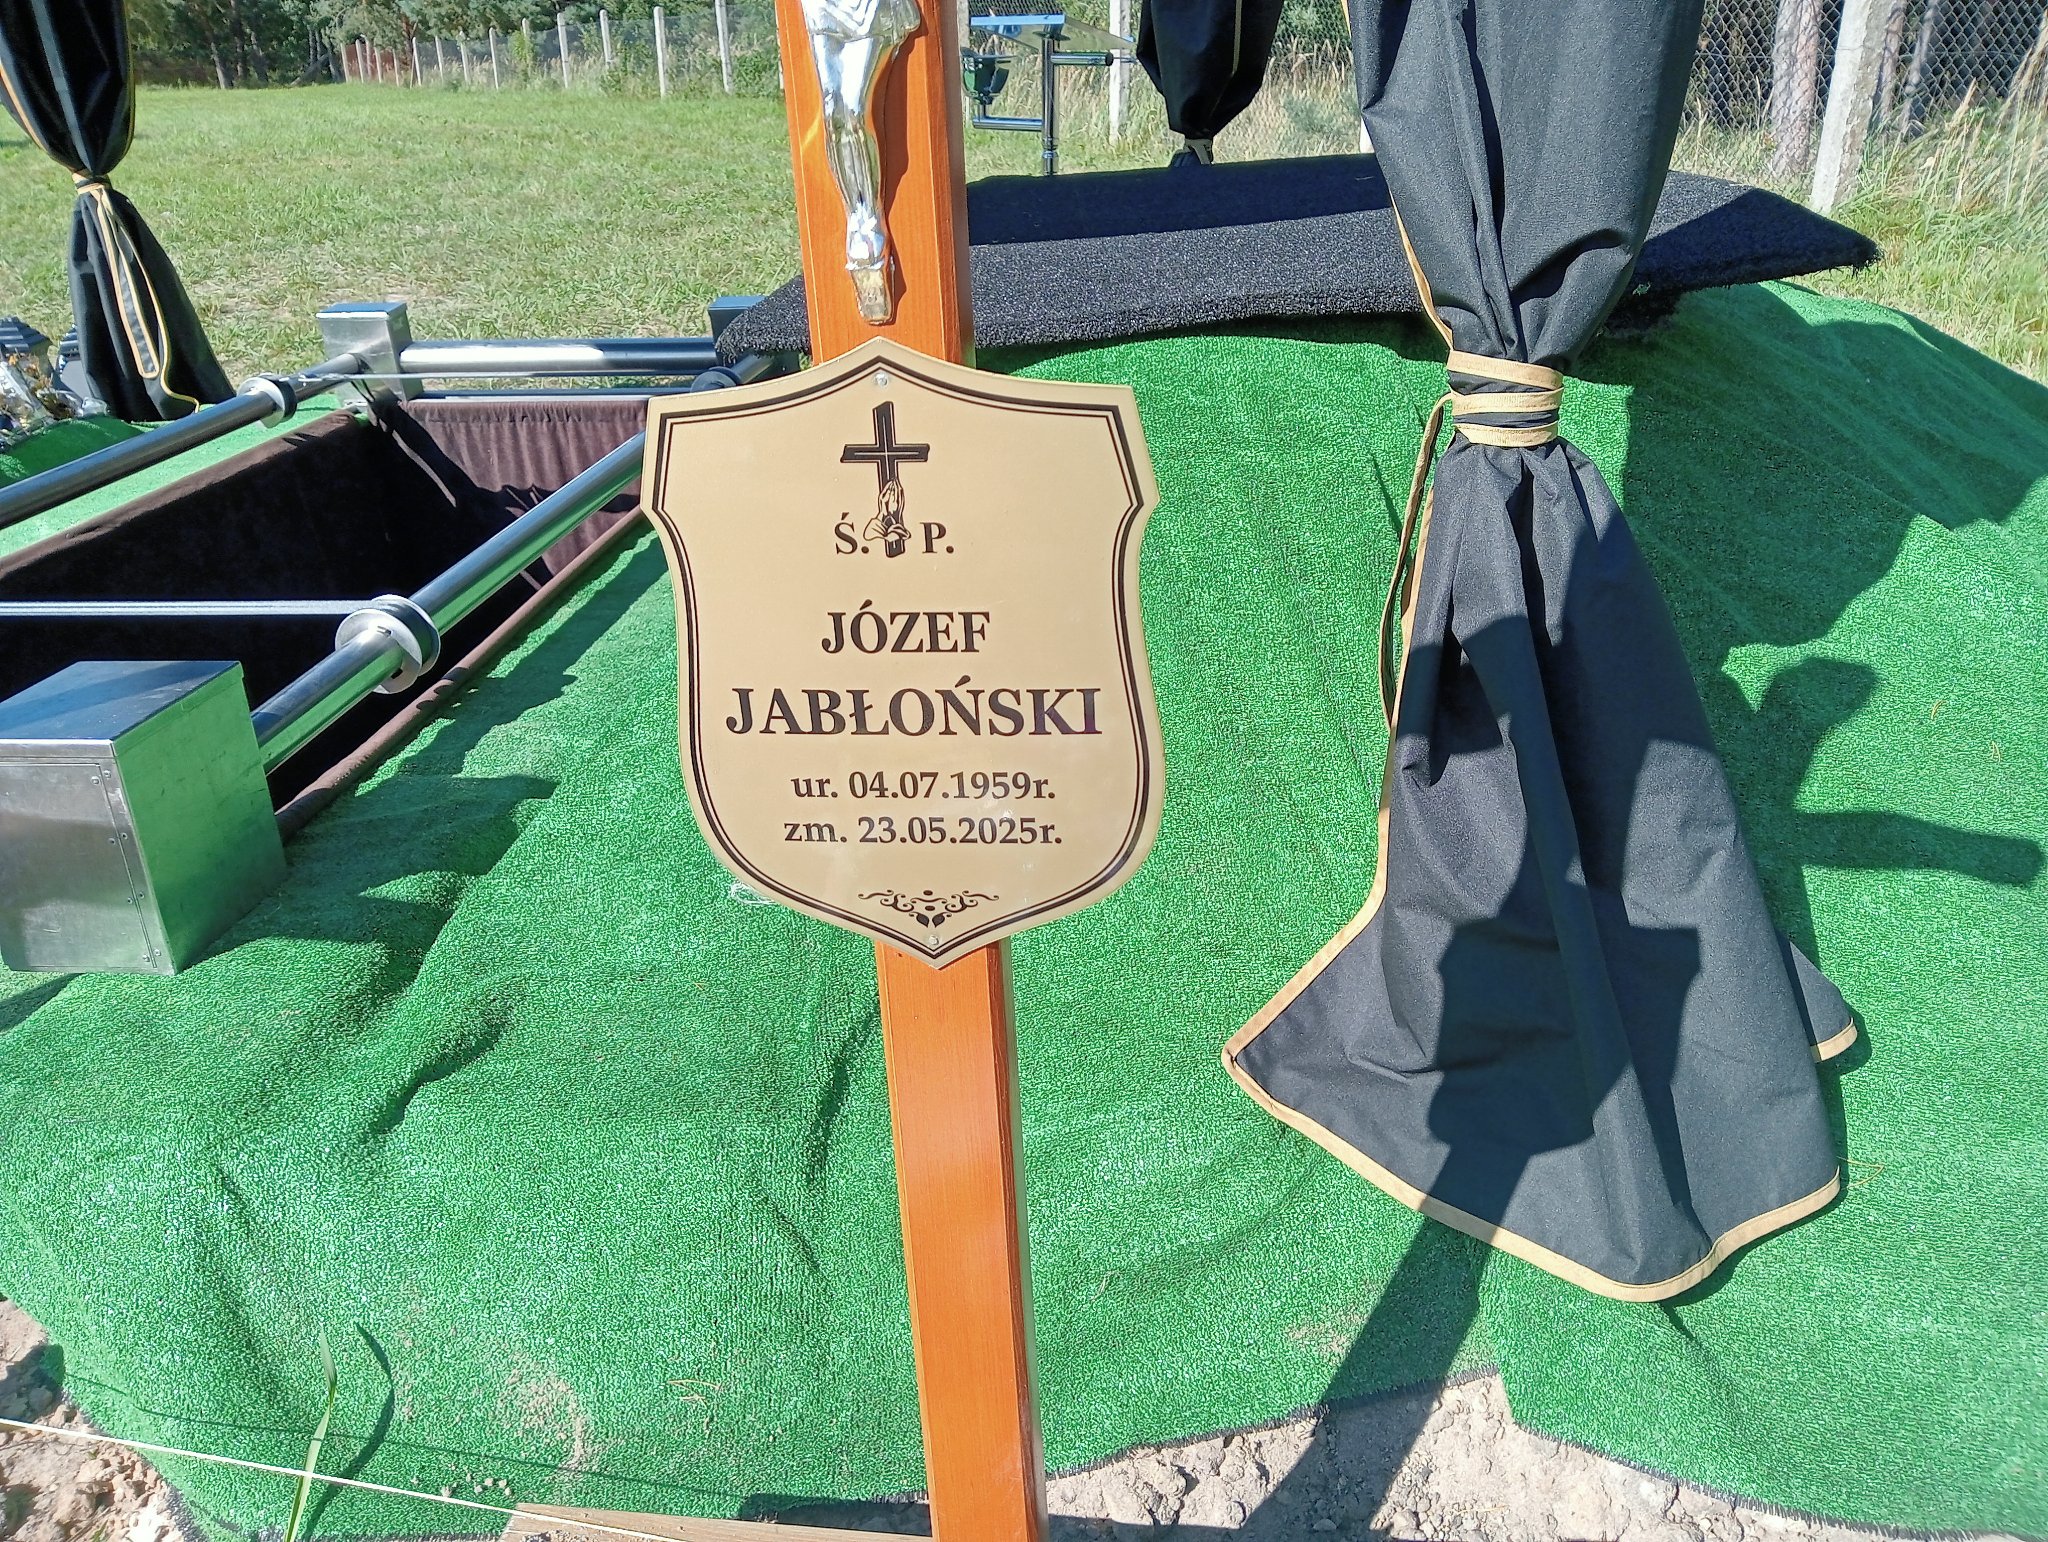 Ś. P.
JÓZEF
JABŁOŃSKI
ur. 04.07.1959r.
zm. 23.05.2025r.